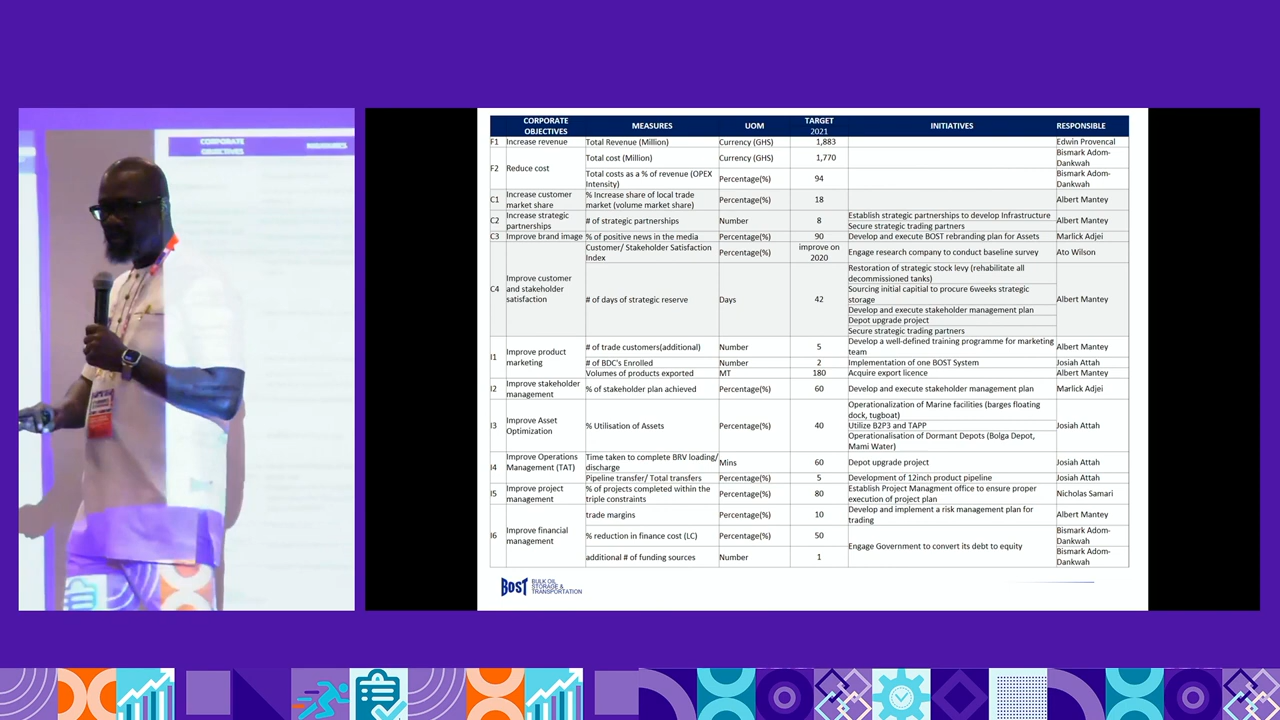 CORPORATE
OBJECTIVES
MEASURES
CORPORATE OBJECTIVES MEASURES UOM TARGET 2021 INITIATIVES RESPONSIBLE
F1 Increase revenue Total Revenue (Million) Currency (GHS) 1,883 Edwin Provencal
F2 Reduce cost Total cost (Million) Currency (GHS) 1,770 Bismark Adom-Dankwah
Total costs as a % of revenue (OPEX Intensity) Percentage(%) 94 Bismark Adom-Dankwah
C1 Increase customer market share % Increase share of local trade market (volume market share) Percentage(%) 18 Albert Mantey
C2 Increase strategic partnerships # of strategic partnerships Number 8 Establish strategic partnerships to develop Infrastructure Albert Mantey
Secure strategic trading partners
C3 Improve brand image % of positive news in the media Percentage(%) 90 Develop and execute BOST rebranding plan for Assets Marlick Adjei
C4 Improve customer and stakeholder satisfaction Customer/ Stakeholder Satisfaction Index Percentage(%) improve on 2020 Engage research company to conduct baseline survey Ato Wilson
# of days of strategic reserve Days 42 Restoration of strategic stock levy (rehabilitate all decommissioned tanks) Albert Mantey
Sourcing initial capitial to procure 6weeks strategic storage
Develop and execute stakeholder management plan
Depot upgrade project
Secure strategic trading partners
I1 Improve product marketing # of trade customers(additional) Number 5 Develop a well-defined training programme for marketing team Albert Mantey
# of BDC's Enrolled Number 2 Implementation of one BOST System Josiah Attah
Volumes of products exported MT 180 Acquire export licence Albert Mantey
I2 Improve stakeholder management % of stakeholder plan achieved Percentage(%) 60 Develop and execute stakeholder management plan Marlick Adjei
I3 Improve Asset Optimization % Utilisation of Assets Percentage(%) 40 Operationalization of Marine facilities (barges floating dock, tugboat) Josiah Attah
Utilize B2P3 and TAPP
Operationalisation of Dormant Depots (Bolga Depot, Mami Water)
I4 Improve Operations Management (TAT) Time taken to complete BRV loading/ discharge Mins 60 Depot upgrade project Josiah Attah
Pipeline transfer/ Total transfers Percentage(%) 5 Development of 12inch product pipeline Josiah Attah
I5 Improve project management % of projects completed within the triple constraints Percentage(%) 80 Establish Project Managment office to ensure proper execution of project plan Nicholas Samari
I6 Improve financial management trade margins Percentage(%) 10 Develop and implement a risk management plan for trading Albert Mantey
% reduction in finance cost (LC) Percentage(%) 50 Engage Government to convert its debt to equity Bismark Adom-Dankwah
additional # of funding sources Number 1 Bismark Adom-Dankwah
BOST BULK OIL
STORAGE &
TRANSPORTATION